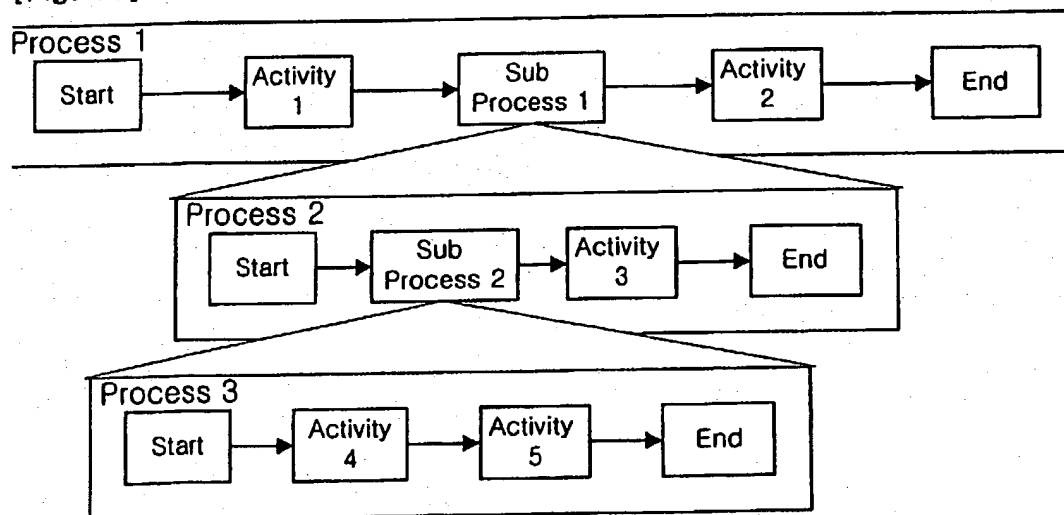 Process 1
Start
Activity
1
Sub
Process 1
Activity
2
End
Process 2
Start
Sub
Process 2
Activity
3
End
Process 3
Start
Activity
4
Activity
5
End